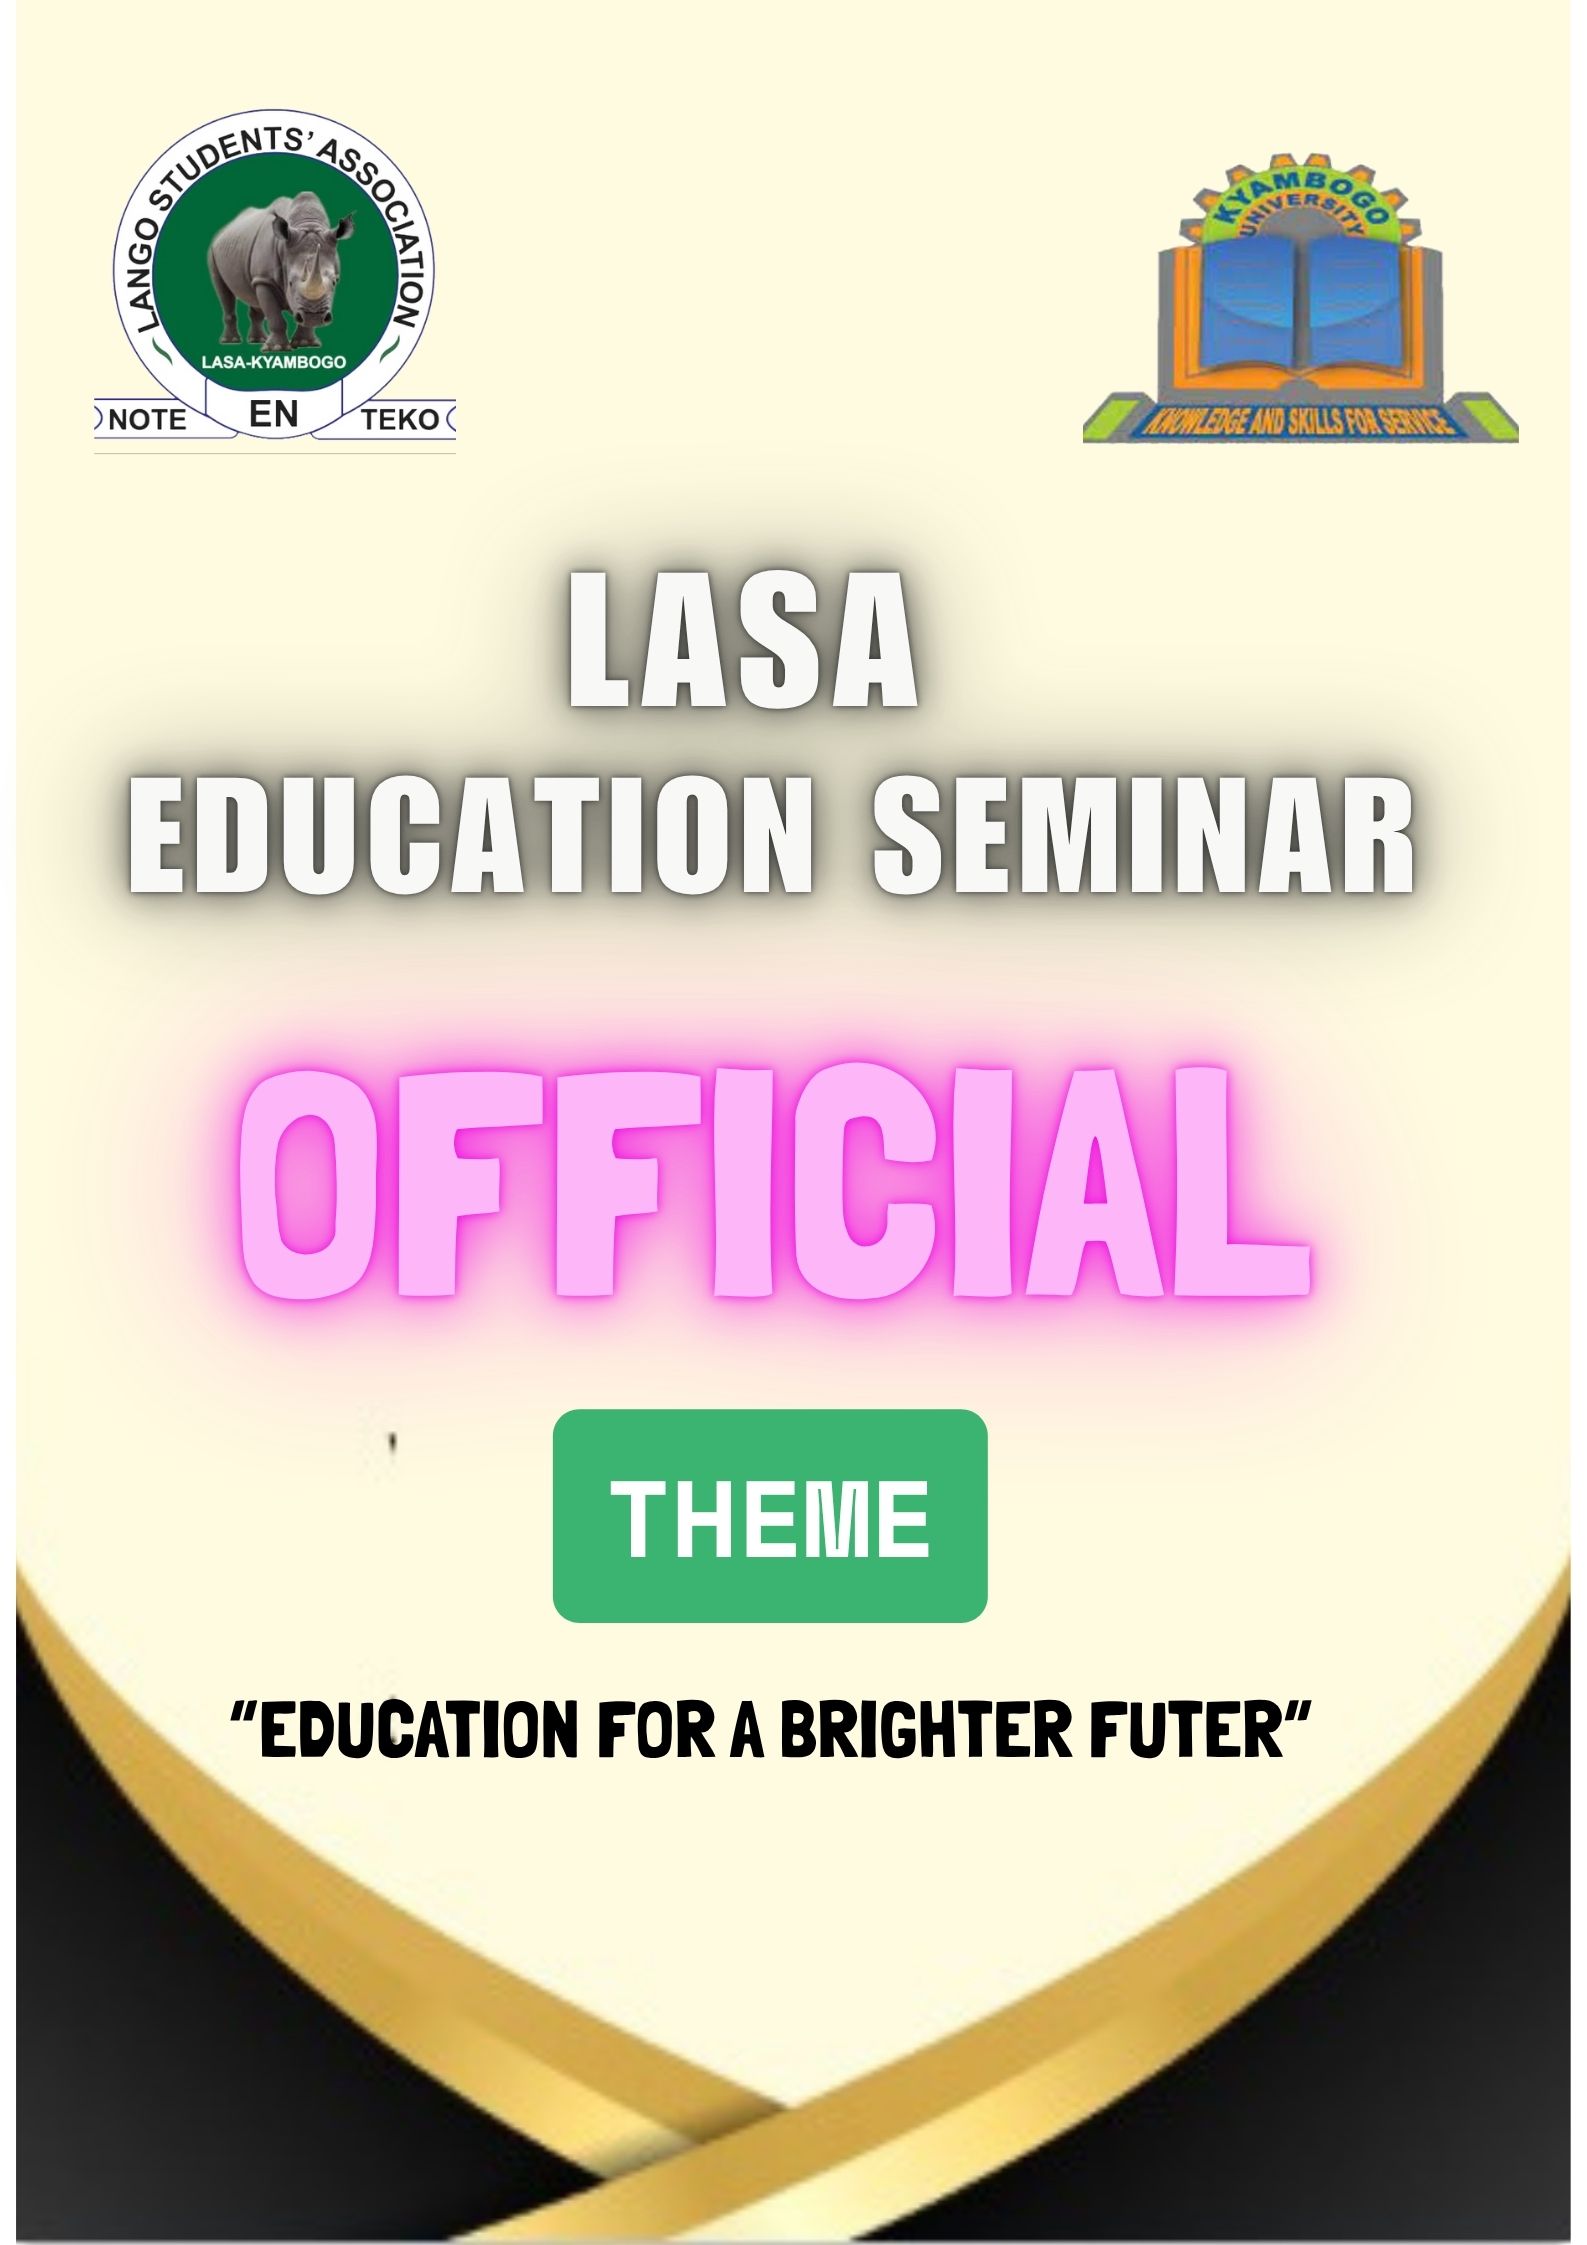 LANGO STUDENTS' ASSOCIATION
LASA-KYAMBOGO
NOTE EN TEKO
KYAMBOGO
UNIVERSITY
KNOWLEDGE AND SKILLS FOR SERVICE
LASA
EDUCATION SEMINAR
OFFICIAL
THEME
"EDUCATION FOR A BRIGHTER FUTER"